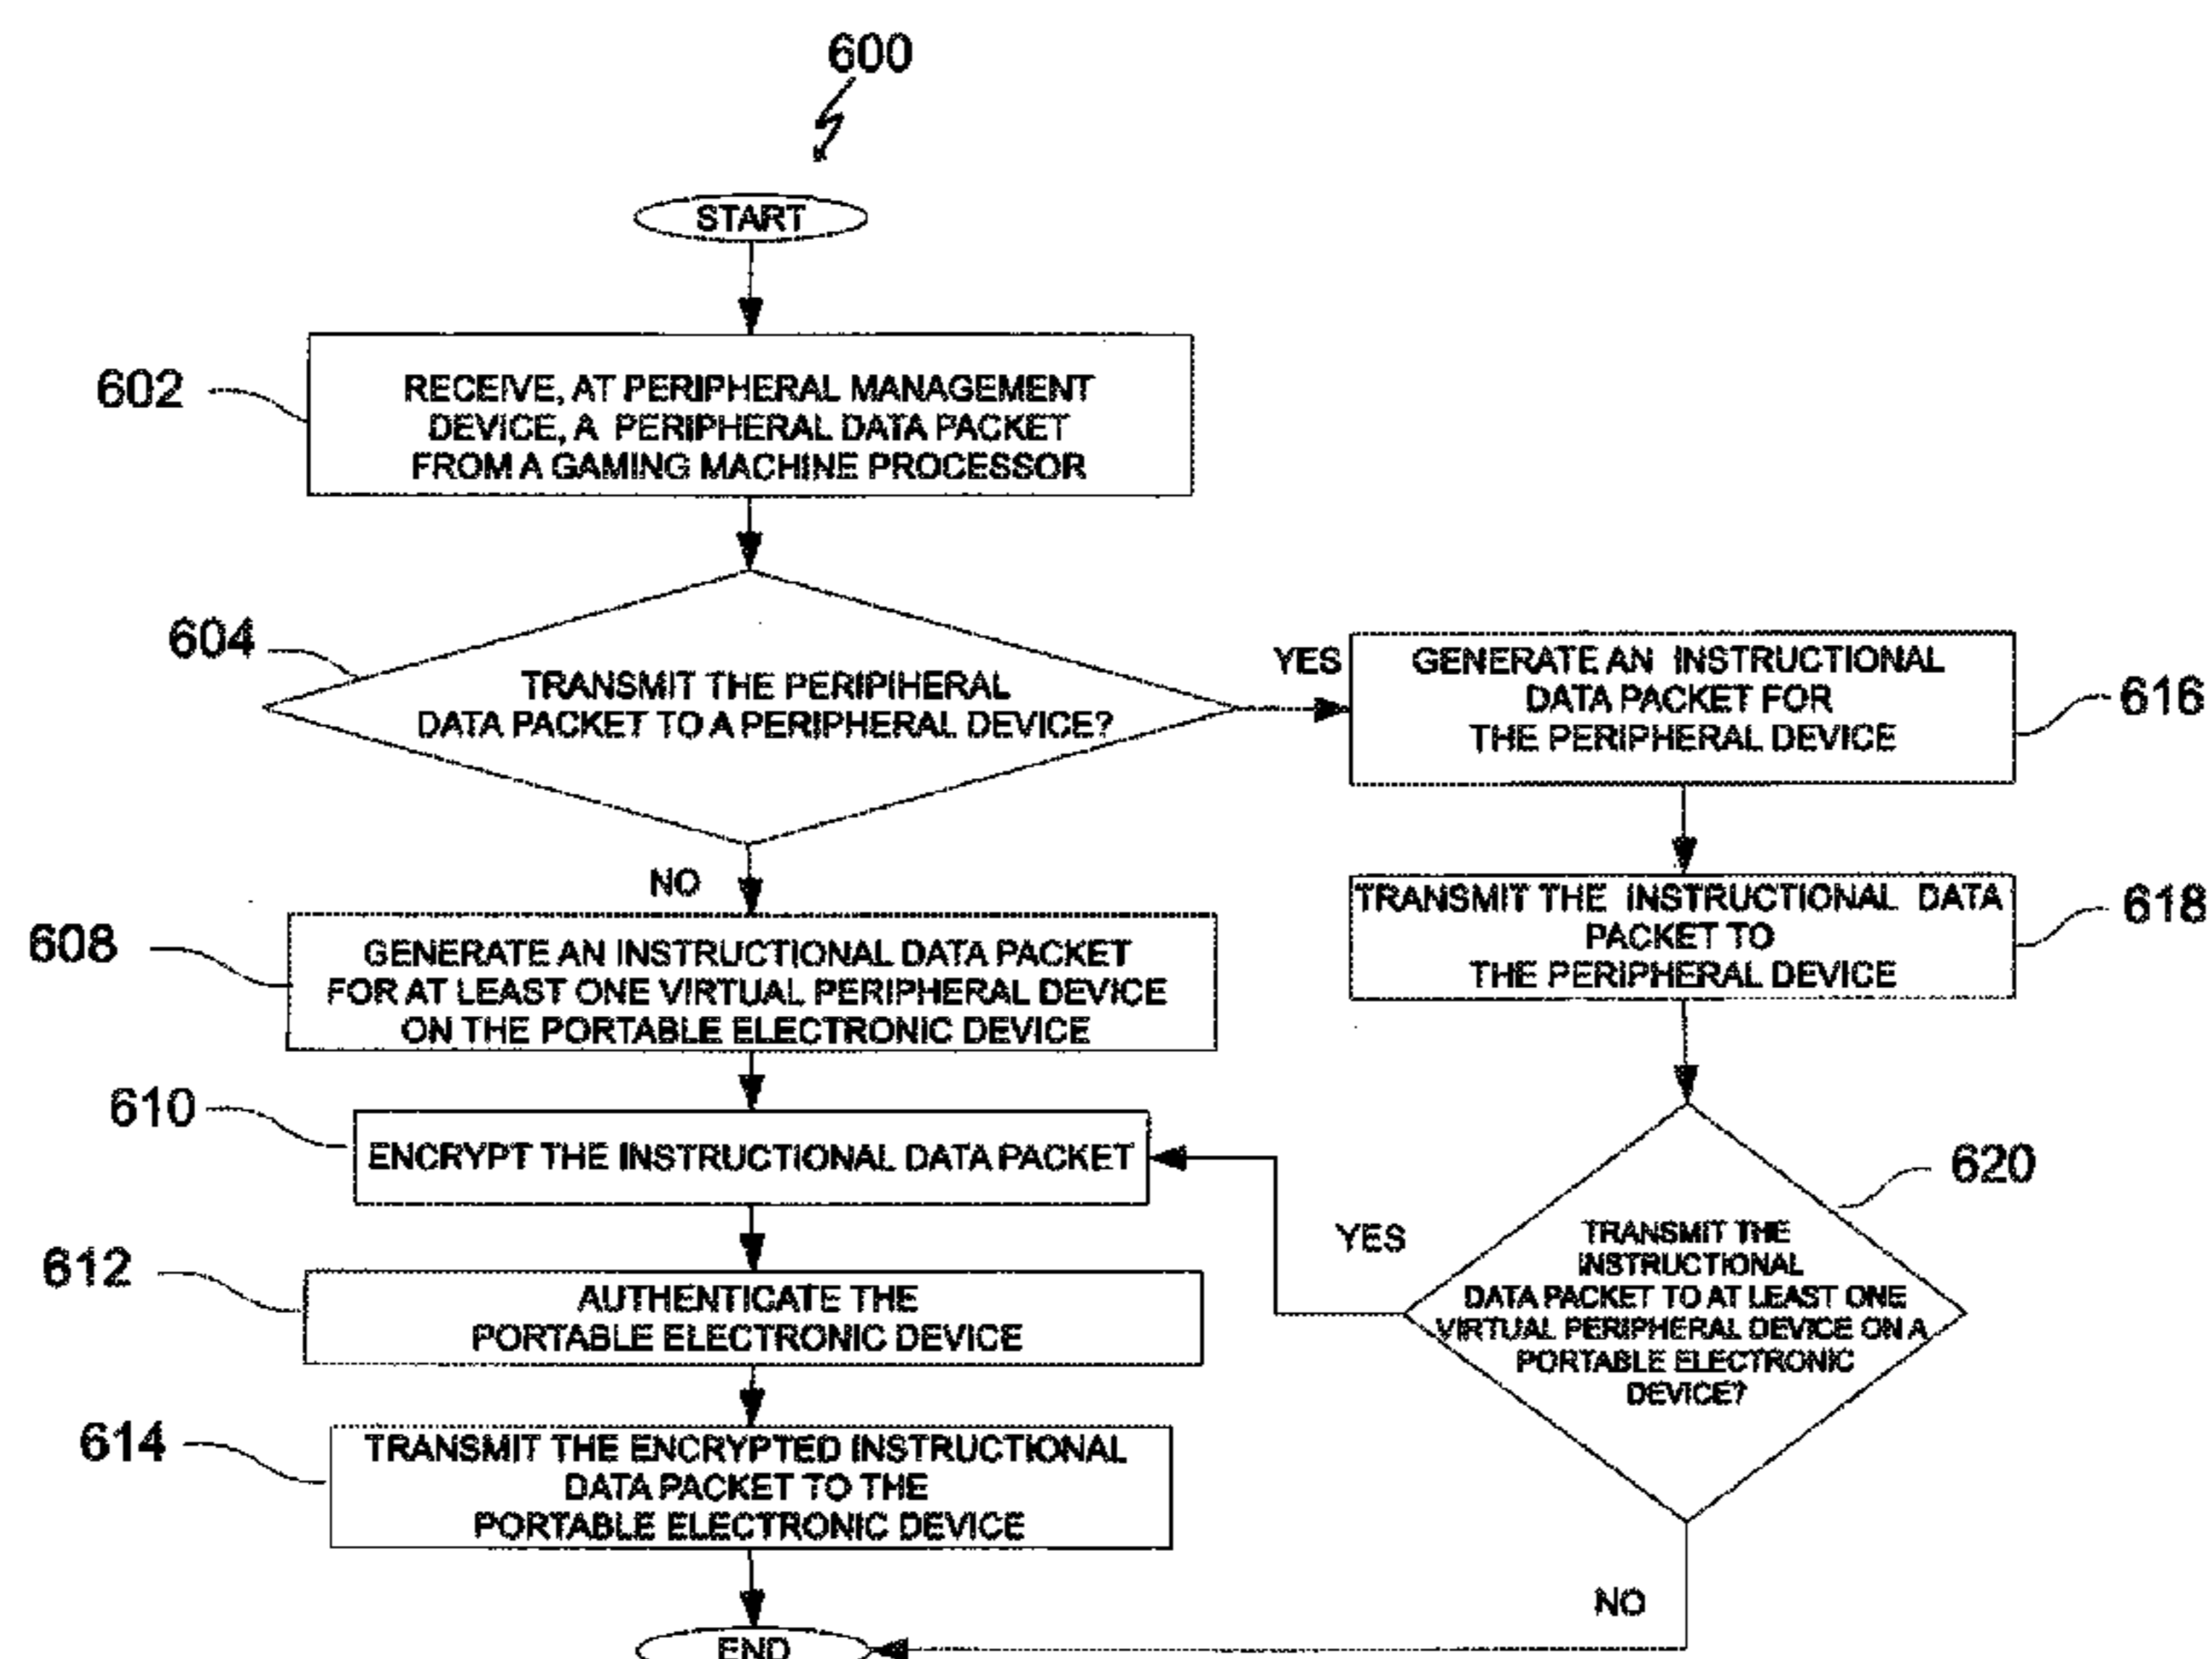 600
START
602
RECEIVE, AT PERIPHERAL MANAGEMENT
DEVICE, A PERIPHERAL DATA PACKET
FROM A GAMING MACHINE PROCESSOR
604
TRANSMIT THE PERIPIHERAL
DATA PACKET TO A PERIPHERAL DEVICE?
YES
GENERATE AN INSTRUCTIONAL
DATA PACKET FOR
THE PERIPHERAL DEVICE
616
NO
TRANSMIT THE INSTRUCTIONAL DATA
PACKET TO
THE PERIPHERAL DEVICE
618
608
GENERATE AN INSTRUCTIONAL DATA PACKET
FOR AT LEAST ONE VIRTUAL PERIPHERAL DEVICE
ON THE PORTABLE ELECTRONIC DEVICE
610
ENCRYPT THE INSTRUCTIONAL DATA PACKET
620
YES
TRANSMIT THE
INSTRUCTIONAL
DATA PACKET TO AT LEAST ONE
VIRTUAL PERIPHERAL DEVICE ON A
PORTABLE ELECTRONIC
DEVICE?
612
AUTHENTICATE THE
PORTABLE ELECTRONIC DEVICE
614
TRANSMIT THE ENCRYPTED INSTRUCTIONAL
DATA PACKET TO THE
PORTABLE ELECTRONIC DEVICE
NO
END